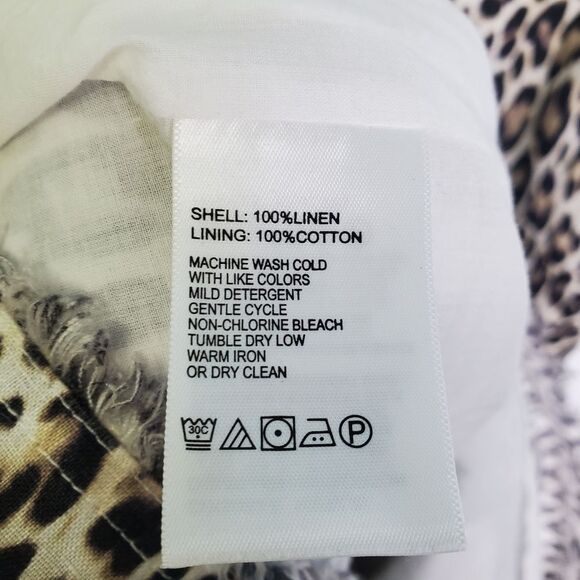 SHELL: 100%LINEN
LINING: 100%COTTON
MACHINE WASH COLD
WITH LIKE COLORS
MILD DETERGENT
GENTLE CYCLE
NON-CHLORINE BLEACH
TUMBLE DRY LOW
WARM IRON
OR DRY CLEAN
30C P